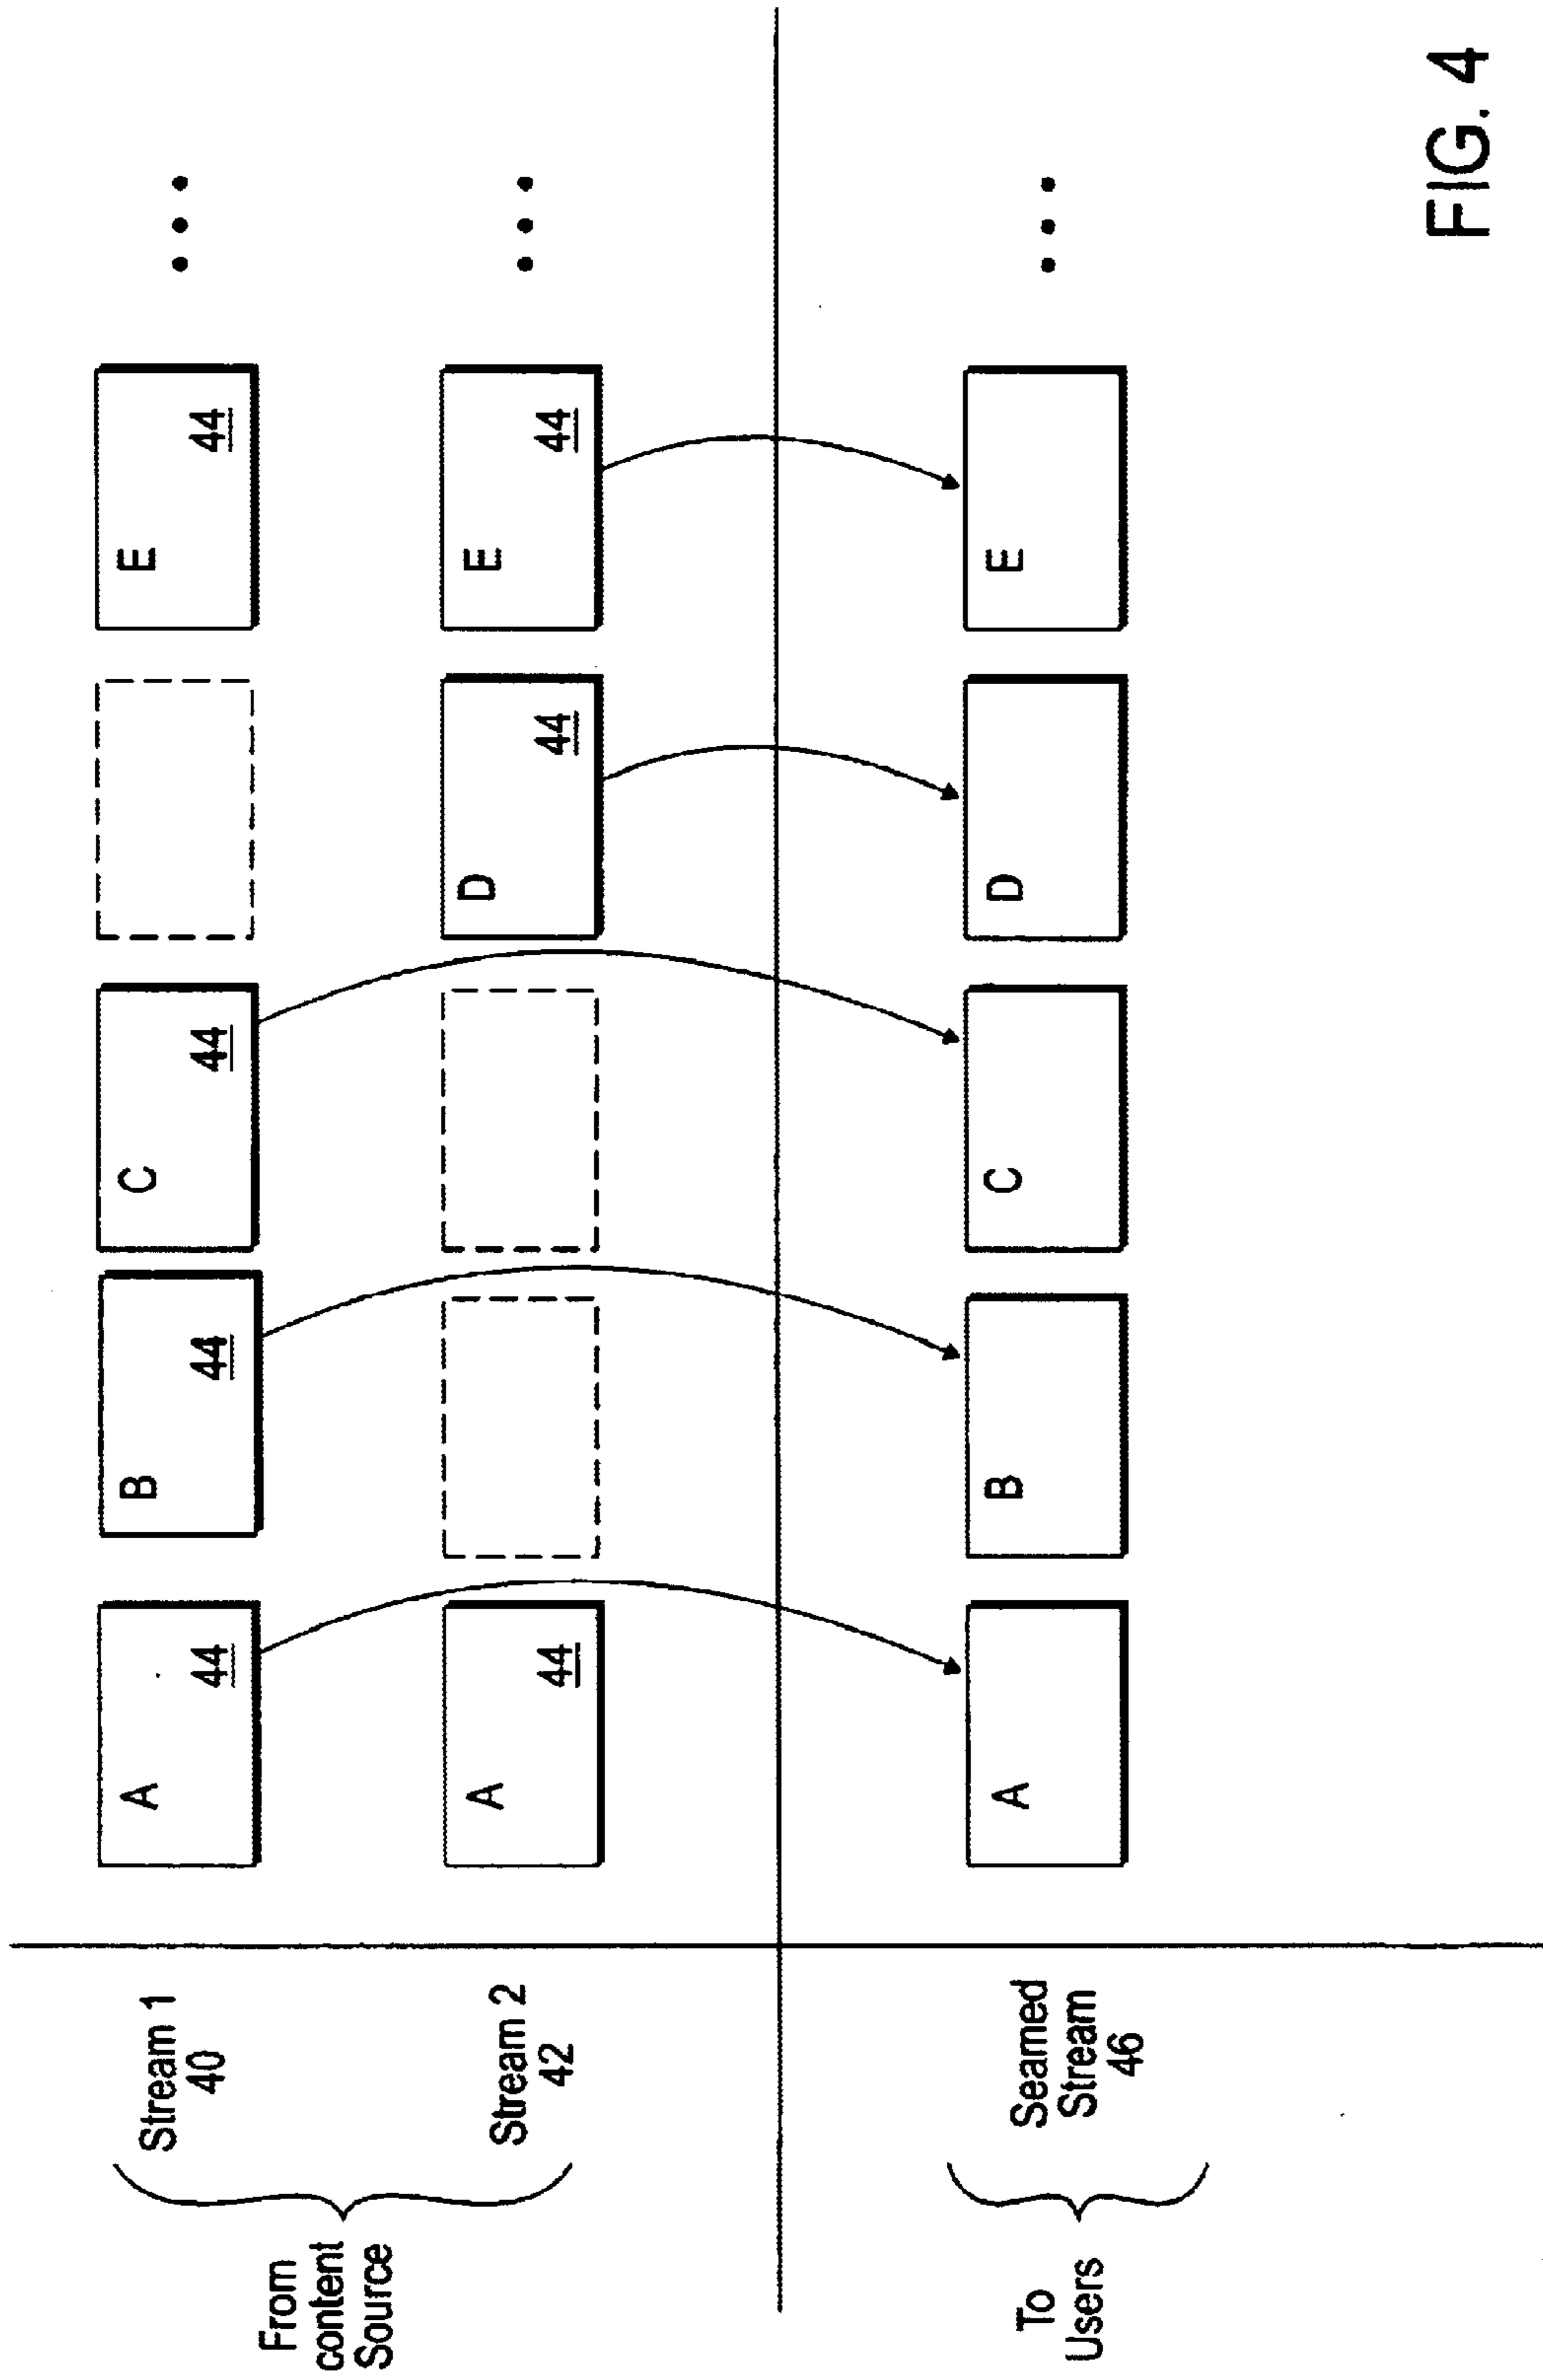 From
content
Source
Stream 1
40
A
44
B
44
C
44
E
44
Stream 2
42
A
44
D
44
E
44
To
Users
Seamed
Stream
46
A
B
C
D
E
FIG. 4